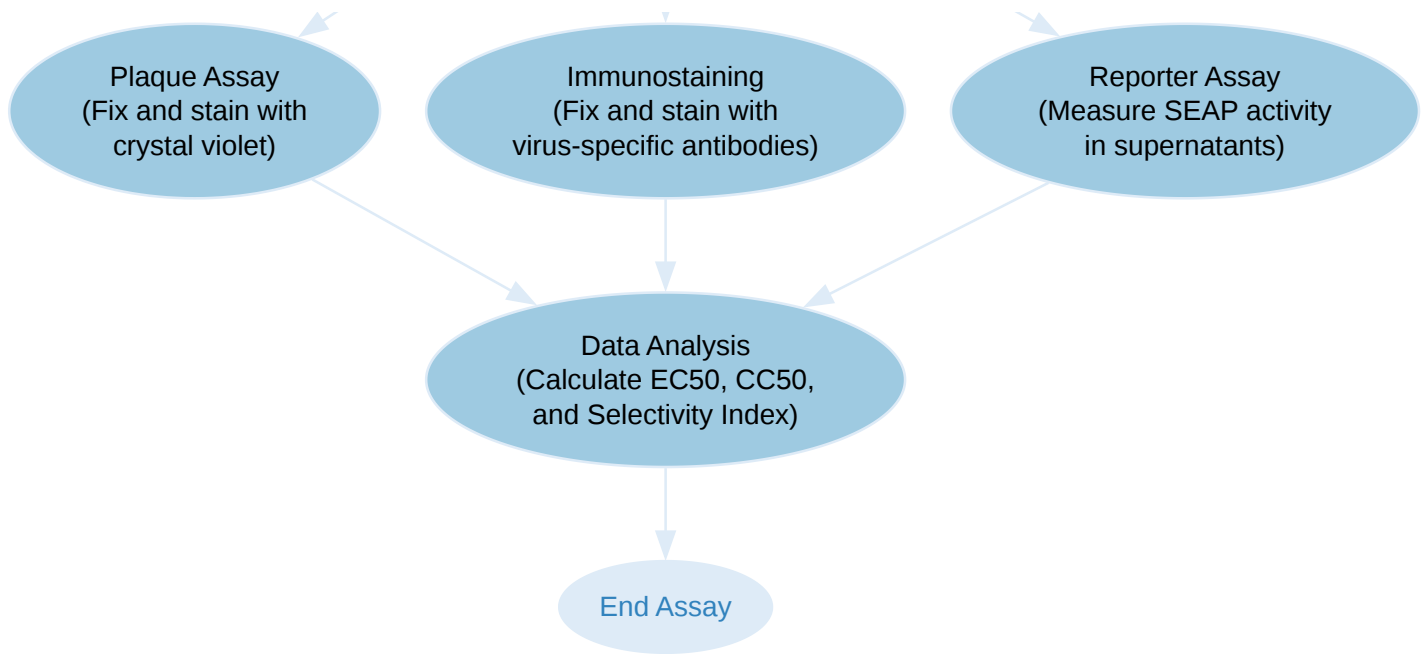 Plaque Assay
(Fix and stain with
crystal violet)
Immunostaining
(Fix and stain with
virus-specific antibodies)
Reporter Assay
(Measure SEAP activity
in supernatants)
Data Analysis
(Calculate EC50, CC50,
and Selectivity Index)
End Assay